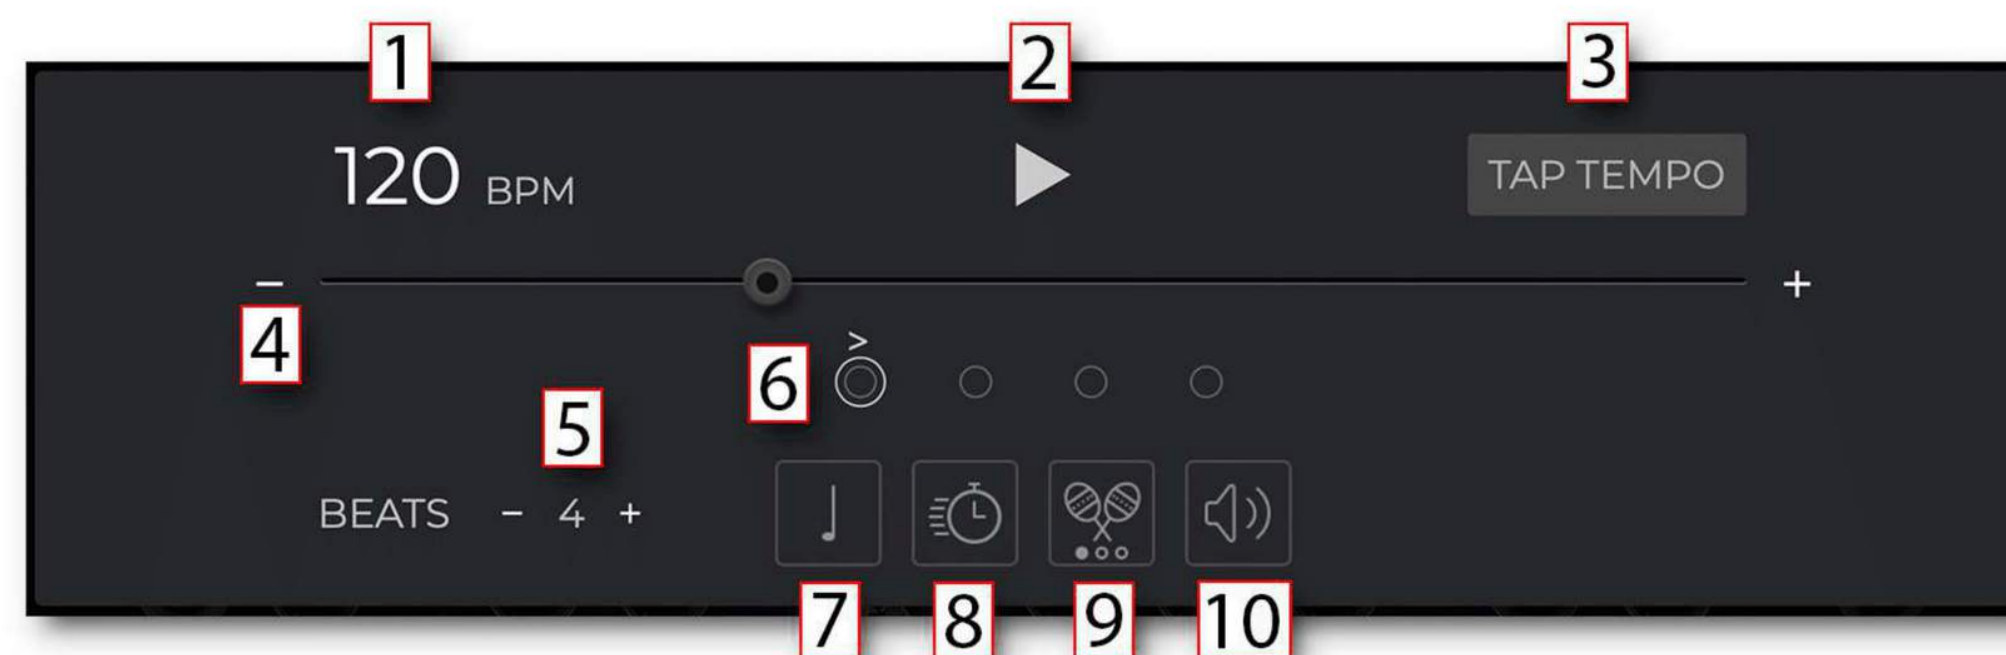 1 2 3
120 BPM TAP TEMPO
− +
4 6 >
5
BEATS − 4 +
7 8 9 10